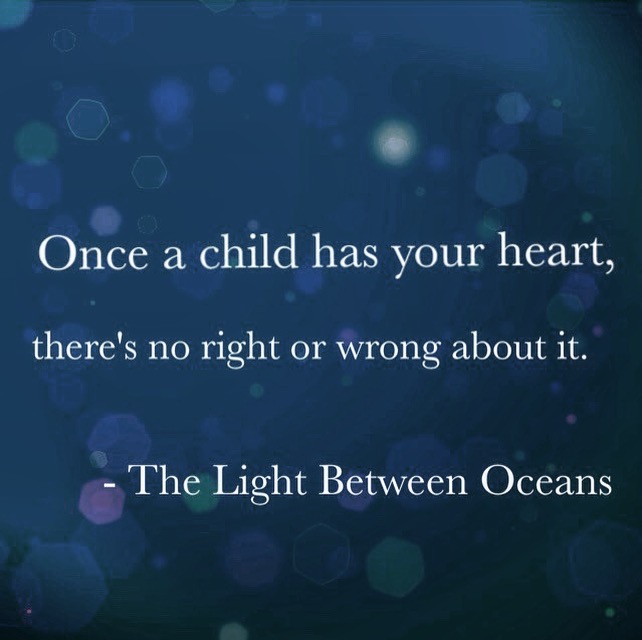 Once a child has your heart,
there's no right or wrong about it.
- The Light Between Oceans